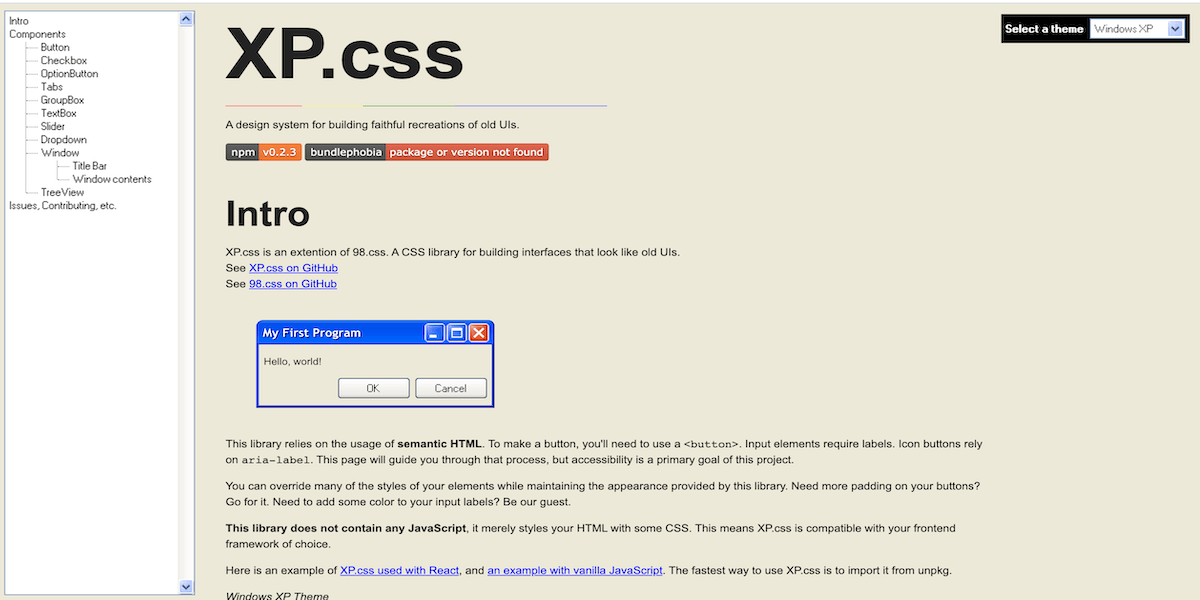 Intro
Components
Button
Checkbox
OptionButton
Tabs
GroupBox
TextBox
Slider
Dropdown
Window
Title Bar
Window contents
TreeView
Issues, Contributing, etc.
XP.css
Select a theme Windows XP
A design system for building faithful recreations of old UIs.
npm v0.2.3 bundlephobia package or version not found
Intro
XP.css is an extention of 98.css. A CSS library for building interfaces that look like old UIs.
See XP.css on GitHub
See 98.css on GitHub
My First Program
Hello, world!
OK Cancel
This library relies on the usage of semantic HTML. To make a button, you'll need to use a <button>. Input elements require labels. Icon buttons rely
on aria-label. This page will guide you through that process, but accessibility is a primary goal of this project.
You can override many of the styles of your elements while maintaining the appearance provided by this library. Need more padding on your buttons?
Go for it. Need to add some color to your input labels? Be our guest.
This library does not contain any JavaScript, it merely styles your HTML with some CSS. This means XP.css is compatible with your frontend
framework of choice.
Here is an example of XP.css used with React, and an example with vanilla JavaScript. The fastest way to use XP.css is to import it from unpkg.
Windows XP Theme